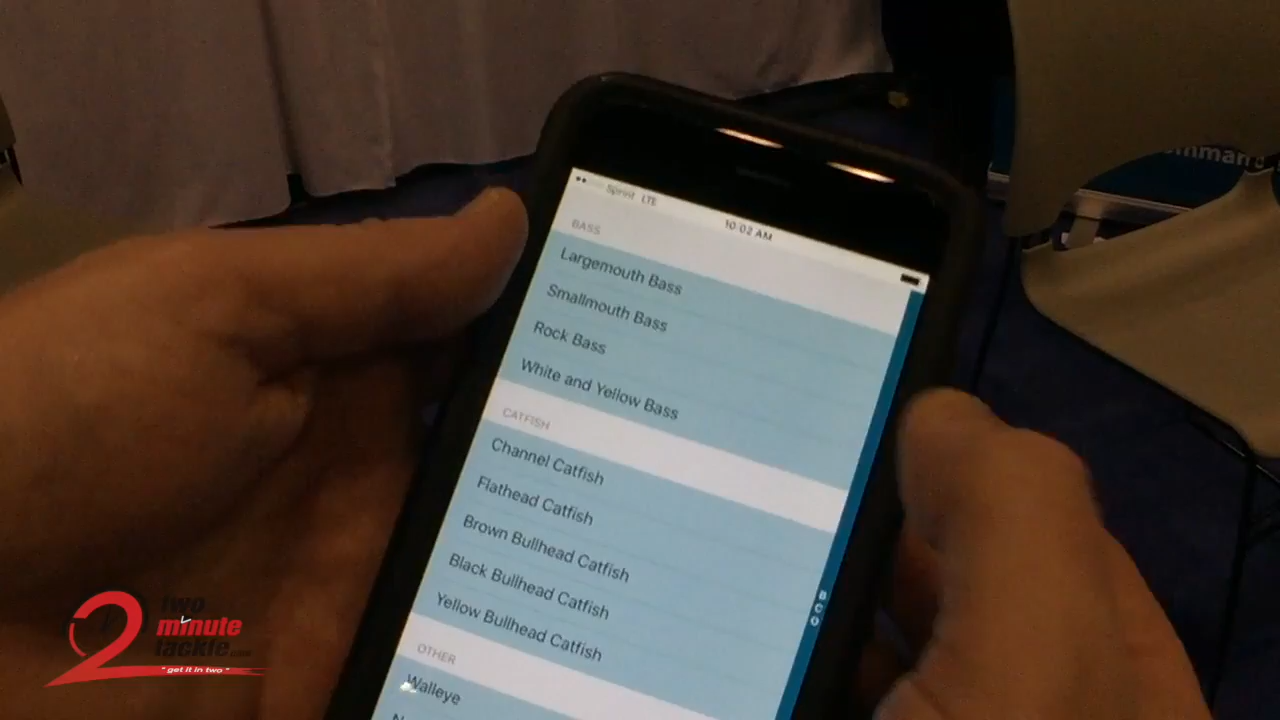 Sprint LTE
10:02 AM
BASS
Largemouth Bass
Smallmouth Bass
Rock Bass
White and Yellow Bass
CATFISH
Channel Catfish
Flathead Catfish
Brown Bullhead Catfish
Black Bullhead Catfish
Yellow Bullhead Catfish
OTHER
Walleye
B
C
O
2 two
minute
tackle.com
"get it in two"